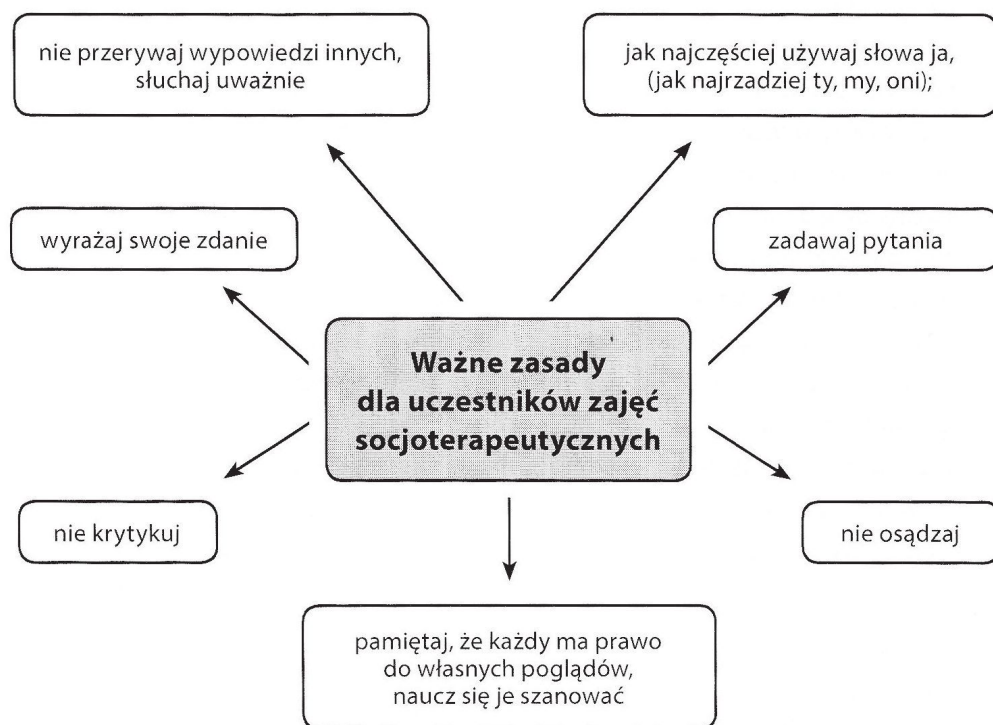 nie przerywaj wypowiedzi innych,
słuchaj uważnie
jak najczęściej używaj słowa ja,
(jak najrzadziej ty, my, oni);
wyrażaj swoje zdanie
zadawaj pytania
Ważne zasady
dla uczestników zajęć
socjoterapeutycznych
nie krytykuj
nie osądzaj
pamiętaj, że każdy ma prawo
do własnych poglądów,
naucz się je szanować